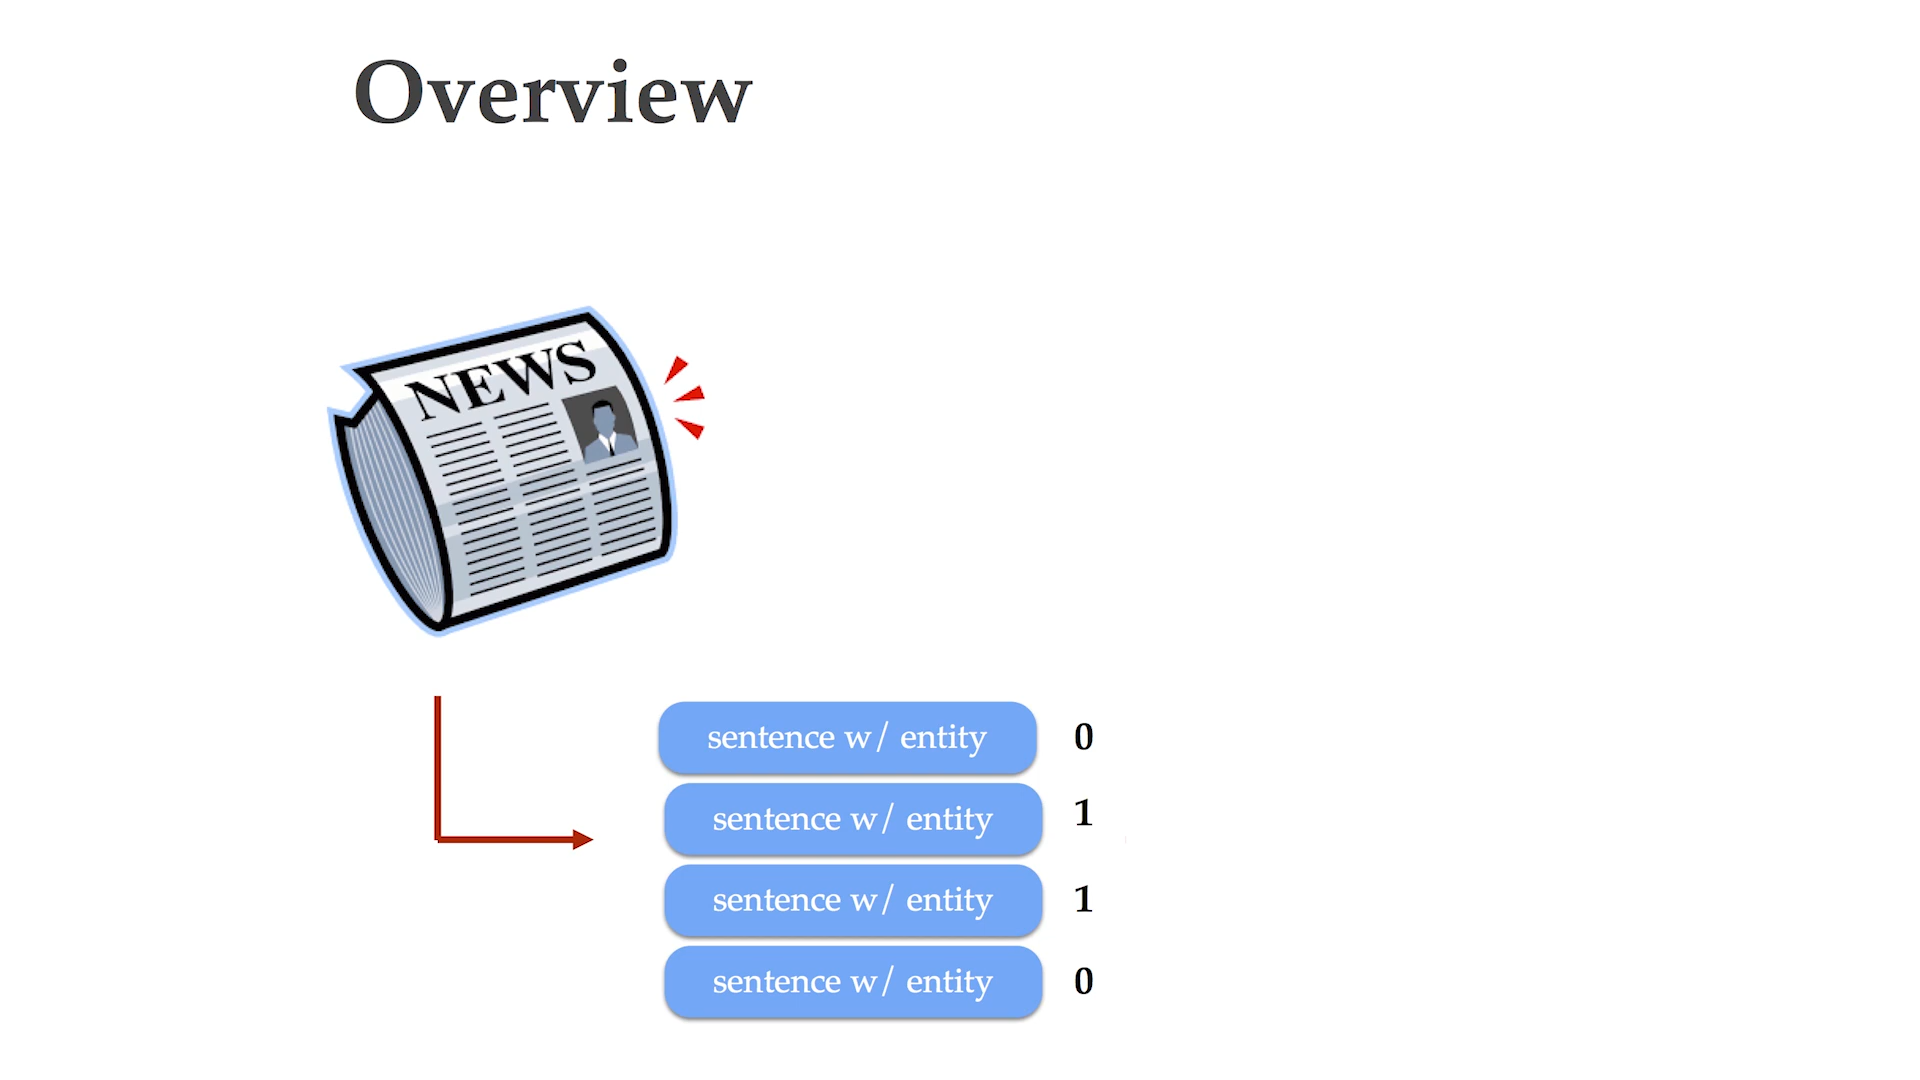 Overview
NEWS
sentence w/ entity 0
sentence w/ entity 1
sentence w/ entity 1
sentence w/ entity 0